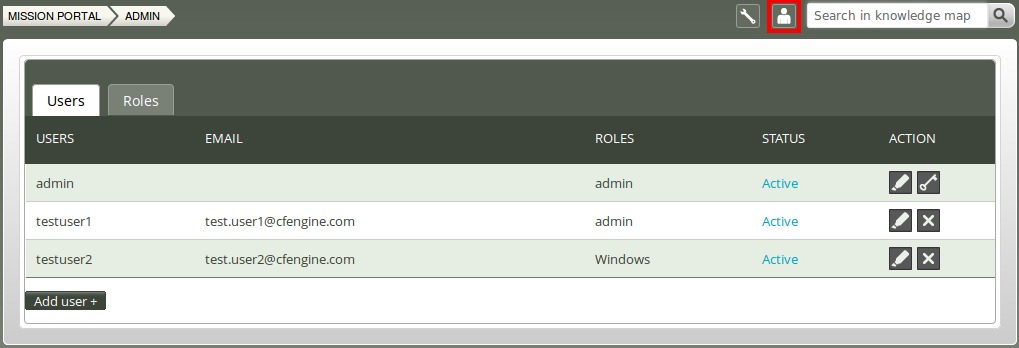 MISSION PORTAL ADMIN Search in knowledge map
Users Roles
USERS EMAIL ROLES STATUS ACTION
admin admin Active
testuser1 test.user1@cfengine.com admin Active
testuser2 test.user2@cfengine.com Windows Active
Add user +